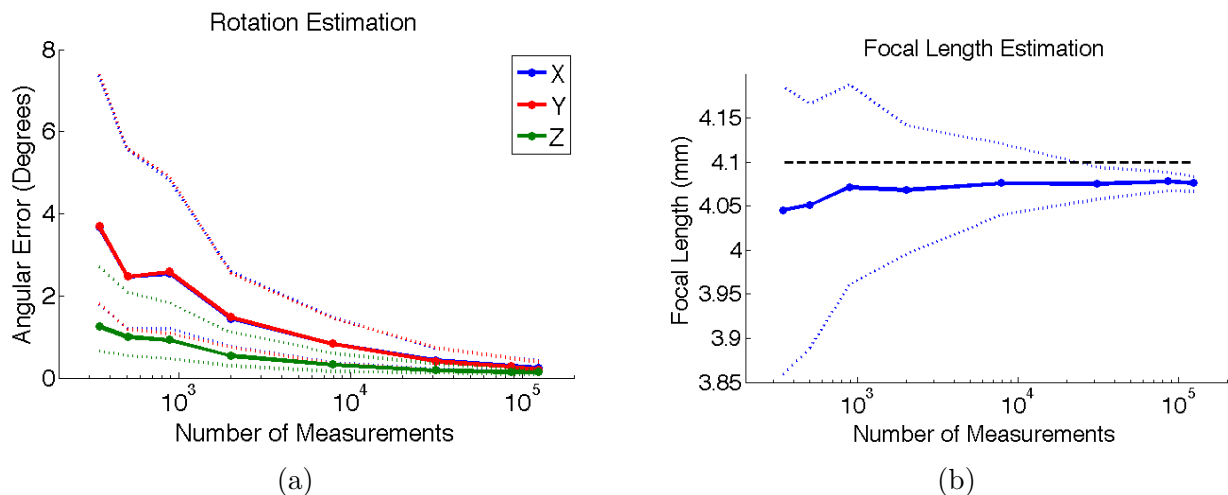 Rotation Estimation
8
6
4
2
0
Angular Error (Degrees)
X
Y
Z
10^3
10^4
10^5
Number of Measurements
(a)
Focal Length Estimation
4.15
4.1
4.05
4
3.95
3.9
3.85
Focal Length (mm)
10^3
10^4
10^5
Number of Measurements
(b)